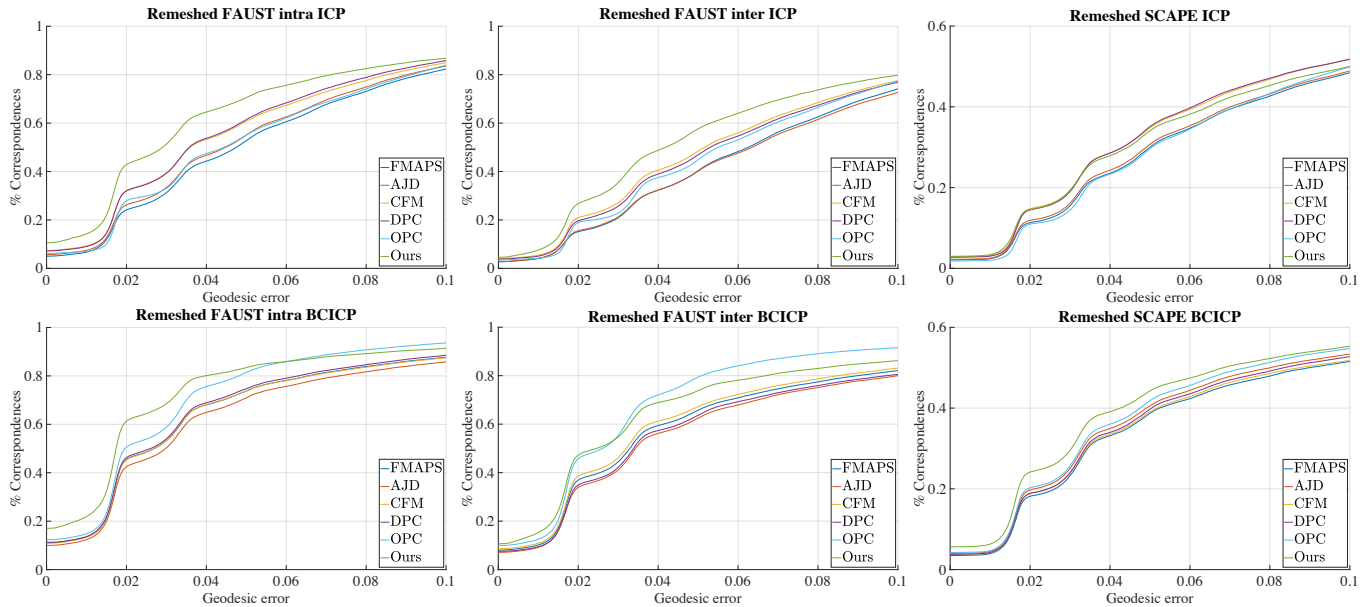 Remeshed FAUST intra ICP
% Correspondences
1
0.8
0.6
0.4
0.2
0
FMAPS
AJD
CFM
DPC
OPC
Ours
0 0.02 0.04 0.06 0.08 0.1
Geodesic error
Remeshed FAUST inter ICP
% Correspondences
1
0.8
0.6
0.4
0.2
0
FMAPS
AJD
CFM
DPC
OPC
Ours
0 0.02 0.04 0.06 0.08 0.1
Geodesic error
Remeshed SCAPE ICP
% Correspondences
0.6
0.4
0.2
0
FMAPS
AJD
CFM
DPC
OPC
Ours
0 0.02 0.04 0.06 0.08 0.1
Geodesic error
Remeshed FAUST intra BCICP
% Correspondences
1
0.8
0.6
0.4
0.2
0
FMAPS
AJD
CFM
DPC
OPC
Ours
0 0.02 0.04 0.06 0.08 0.1
Geodesic error
Remeshed FAUST inter BCICP
% Correspondences
1
0.8
0.6
0.4
0.2
0
FMAPS
AJD
CFM
DPC
OPC
Ours
0 0.02 0.04 0.06 0.08 0.1
Geodesic error
Remeshed SCAPE BCICP
% Correspondences
0.6
0.4
0.2
0
FMAPS
AJD
CFM
DPC
OPC
Ours
0 0.02 0.04 0.06 0.08 0.1
Geodesic error